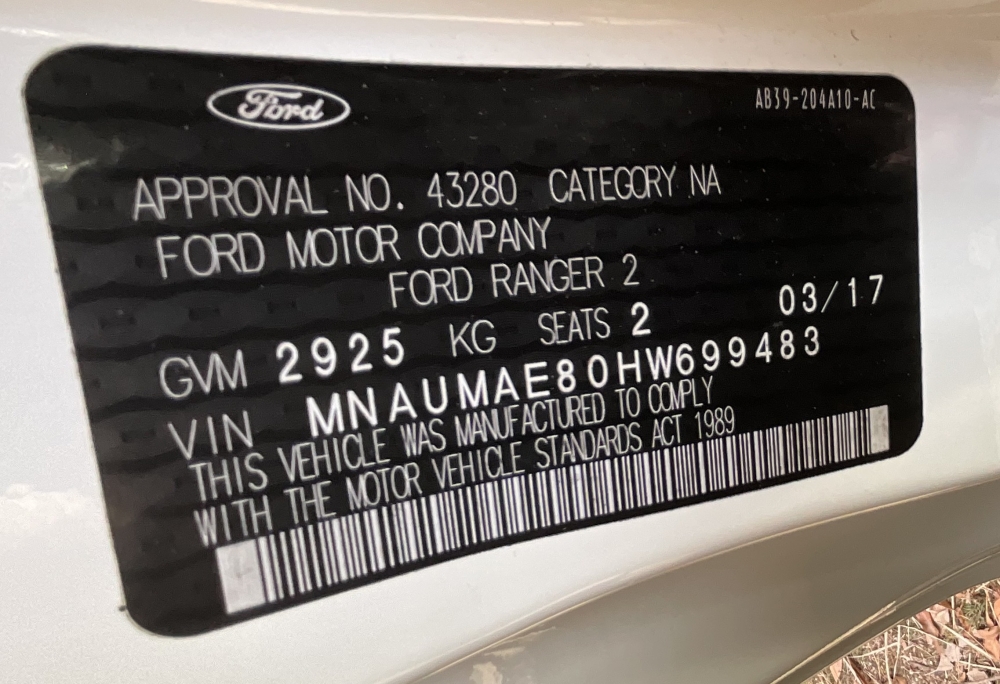 Ford
AB39-204A10-AC
APPROVAL NO. 43280 CATEGORY NA
FORD MOTOR COMPANY
FORD RANGER 2
GVM 2925 KG SEATS 2 03/17
VIN MNAUMAE80HW699483
THIS VEHICLE WAS MANUFACTURED TO COMPLY
WITH THE MOTOR VEHICLE STANDARDS ACT 1989